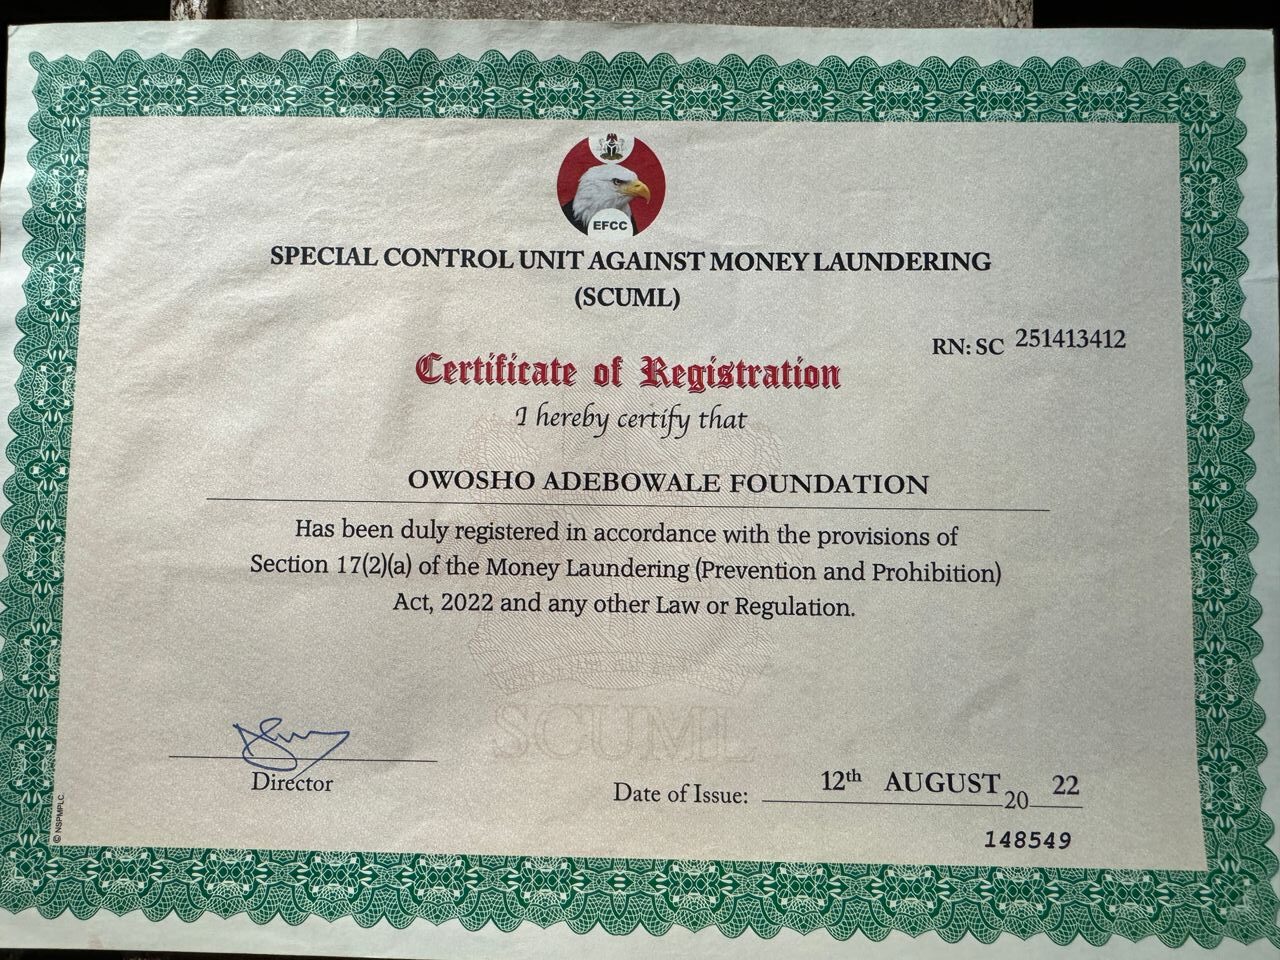 EFCC
SPECIAL CONTROL UNIT AGAINST MONEY LAUNDERING
(SCUML)
RN: SC 251413412
Certificate of Registration
I hereby certify that
OWOSHO ADEBOWALE FOUNDATION
Has been duly registered in accordance with the provisions of
Section 17(2)(a) of the Money Laundering (Prevention and Prohibition)
Act, 2022 and any other Law or Regulation.
SCUML
Director
Date of Issue: 12th AUGUST 20 22
148549
© NSPMPLC.